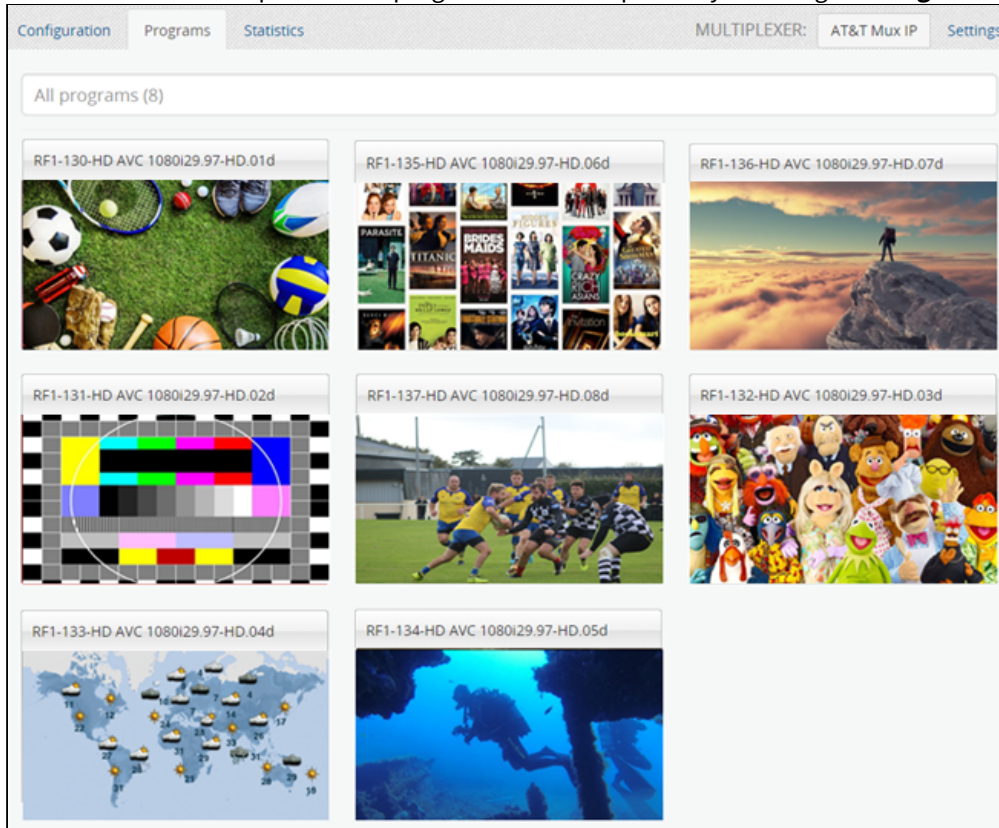 Configuration Programs Statistics MULTIPLEXER: AT&T Mux IP Settings
All programs (8)
RF1-130-HD AVC 1080i29.97-HD.01d
RF1-135-HD AVC 1080i29.97-HD.06d
RF1-136-HD AVC 1080i29.97-HD.07d
PARASITE
TITANIC
BRIDES
MAIDS
HIDDEN
FIGURES
CRAZY
RICH
ASIANS
invitation
RF1-131-HD AVC 1080i29.97-HD.02d
RF1-137-HD AVC 1080i29.97-HD.08d
RF1-132-HD AVC 1080i29.97-HD.03d
RF1-133-HD AVC 1080i29.97-HD.04d
RF1-134-HD AVC 1080i29.97-HD.05d